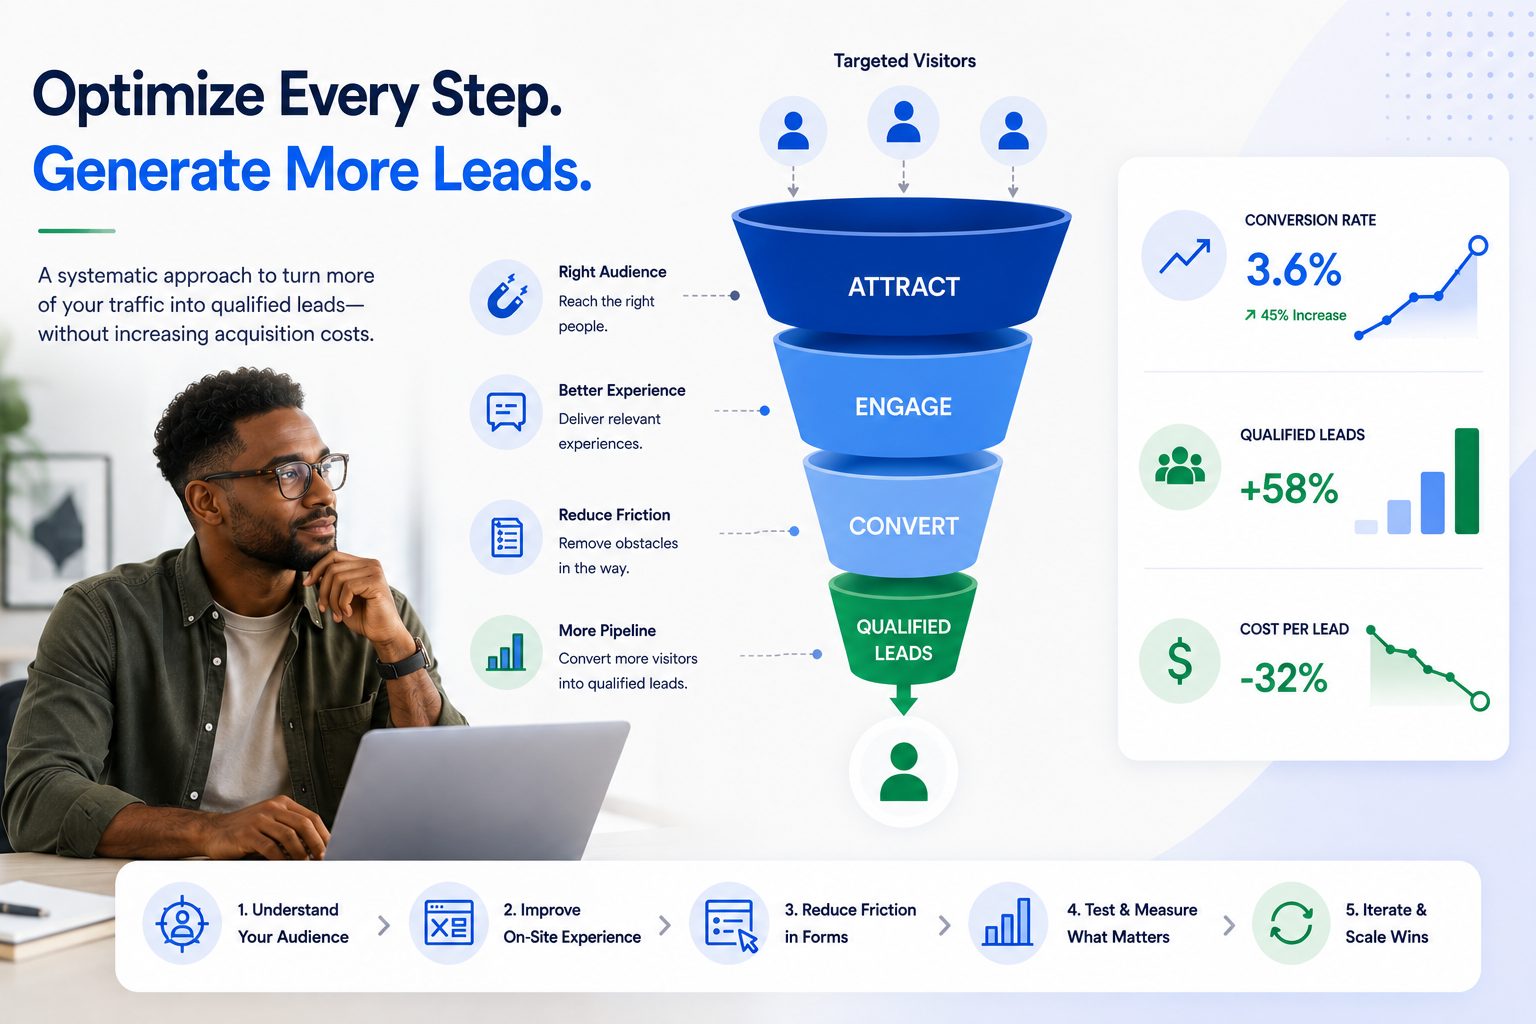 Optimize Every Step.
Generate More Leads.
A systematic approach to turn more
of your traffic into qualified leads—
without increasing acquisition costs.
Right Audience
Reach the right
people.
Better Experience
Deliver relevant
experiences.
Reduce Friction
Remove obstacles
in the way.
More Pipeline
Convert more visitors
into qualified leads.
Targeted Visitors
ATTRACT
ENGAGE
CONVERT
QUALIFIED
LEADS
CONVERSION RATE
3.6%
45% Increase
QUALIFIED LEADS
+58%
COST PER LEAD
$
-32%
1. Understand
Your Audience
2. Improve
On-Site Experience
3. Reduce Friction
in Forms
4. Test & Measure
What Matters
5. Iterate &
Scale Wins